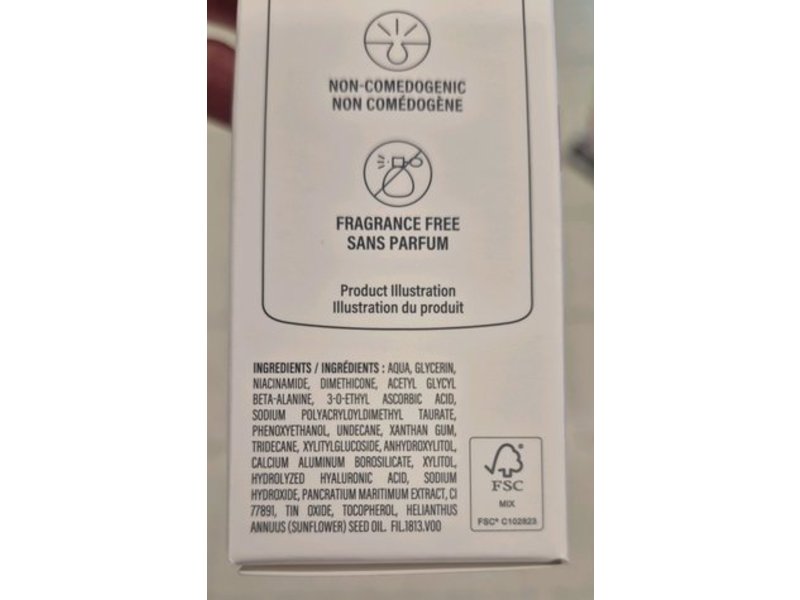 NON-COMEDOGENIC
NON COMÉDOGÈNE
FRAGRANCE FREE
SANS PARFUM
Product Illustration
Illustration du produit
INGREDIENTS / INGRÉDIENTS : AQUA, GLYCERIN,
NIACINAMIDE, DIMETHICONE, ACETYL GLYCYL
BETA-ALANINE, 3-O-ETHYL ASCORBIC ACID,
SODIUM POLYACRYLOYLDIMETHYL TAURATE,
PHENOXYETHANOL, UNDECANE, XANTHAN GUM,
TRIDECANE, XYLITYLGLUCOSIDE, ANHYDROXYLITOL,
CALCIUM ALUMINUM BOROSILICATE, XYLITOL,
HYDROLYZED HYALURONIC ACID, SODIUM
HYDROXIDE, PANCRATIUM MARITIMUM EXTRACT, CI
77891, TIN OXIDE, TOCOPHEROL, HELIANTHUS
ANNUUS (SUNFLOWER) SEED OIL. FIL.1813.V00
FSC
MIX
FSC® C102823